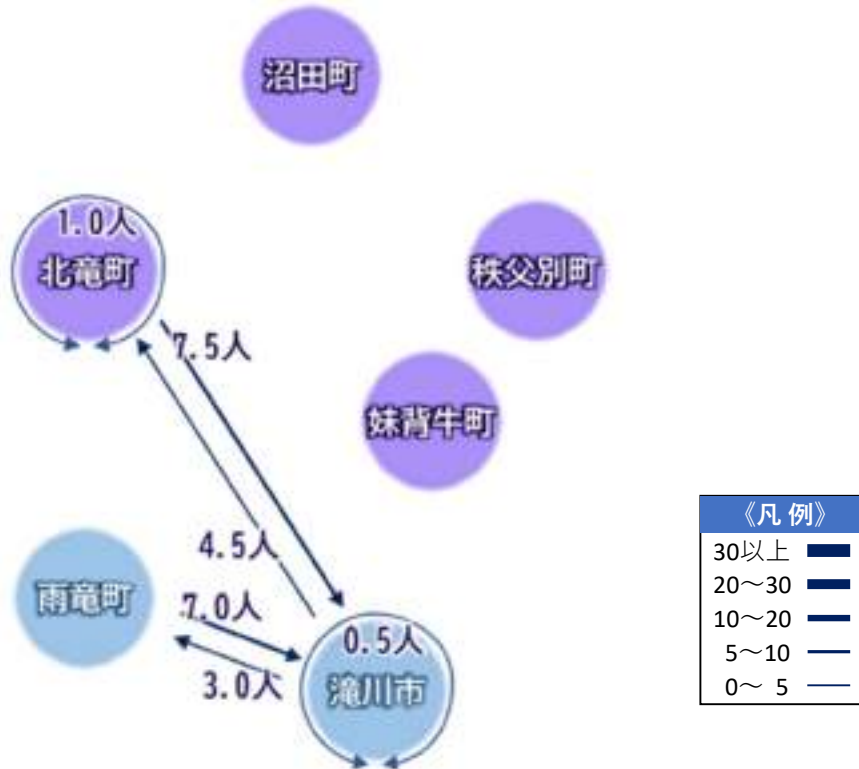 沼田町
1.0人
北竜町
秩父別町
7.5人
妹背牛町
4.5人
雨竜町
7.0人
0.5人
3.0人
滝川市
《凡 例》
30以上
20～30
10～20
5～10
0～ 5